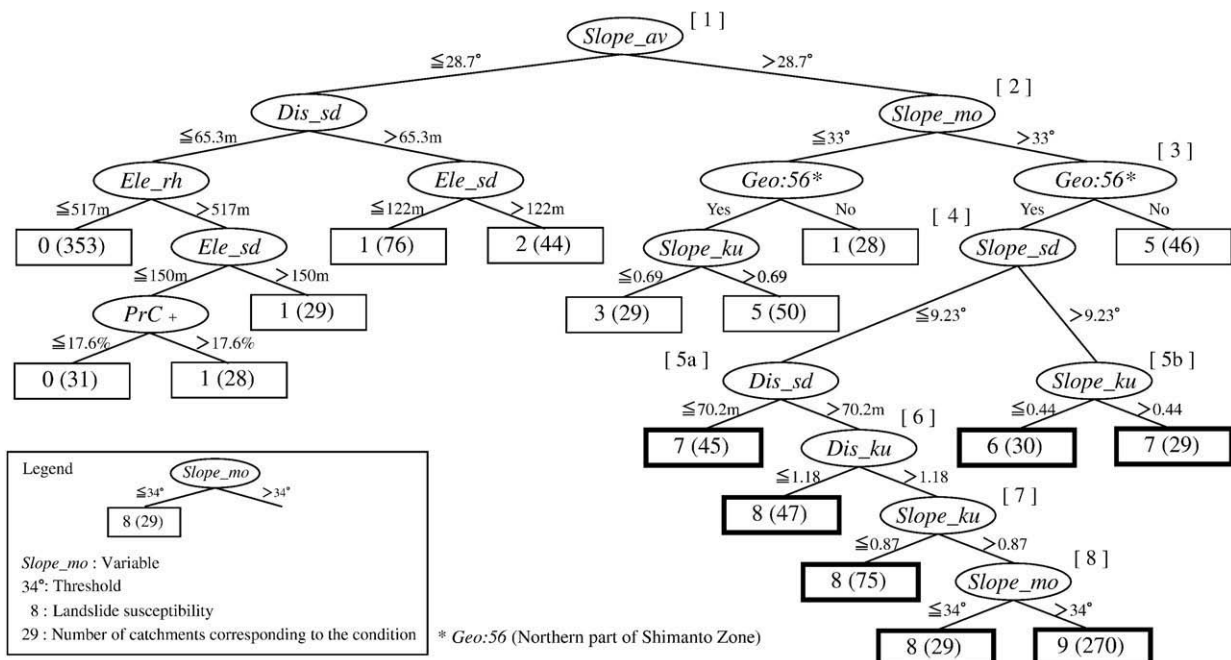 [ 1 ]
Slope_av
≦28.7° >28.7°
[ 2 ]
Dis_sd Slope_mo
≦65.3m >65.3m ≦33° >33°
[ 3 ]
Ele_rh Ele_sd Geo:56* Geo:56*
≦517m >517m ≦122m >122m Yes No Yes No
[ 4 ]
0 (353) Ele_sd 1 (76) 2 (44) Slope_ku 1 (28) Slope_sd 5 (46)
≦150m >150m ≦0.69 >0.69
PrC + 1 (29) 3 (29) 5 (50) ≦9.23° >9.23°
≦17.6% >17.6%
[ 5a ] [ 5b ]
0 (31) 1 (28) Dis_sd Slope_ku
≦70.2m >70.2m ≦0.44 >0.44
[ 6 ]
7 (45) Dis_ku 6 (30) 7 (29)
≦1.18 >1.18
[ 7 ]
8 (47) Slope_ku
≦0.87 >0.87
[ 8 ]
8 (75) Slope_mo
≦34° >34°
8 (29) 9 (270)
Legend
Slope_mo
≦34° >34°
8 (29)
Slope_mo : Variable
34°: Threshold
8 : Landslide susceptibility
29 : Number of catchments corresponding to the condition
* Geo:56 (Northern part of Shimanto Zone)